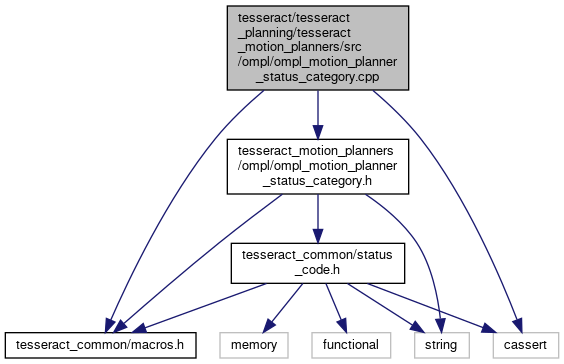 tesseract/tesseract
_planning/tesseract
_motion_planners/src
/ompl/ompl_motion_planner
_status_category.cpp
tesseract_motion_planners
/ompl/ompl_motion_planner
_status_category.h
tesseract_common/status
_code.h
tesseract_common/macros.h
memory
functional
string
cassert